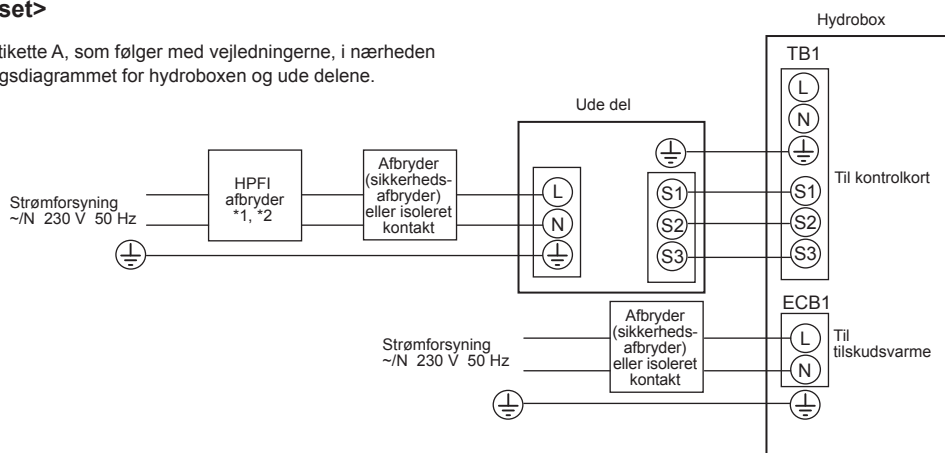 set>
tikette A, som følger med vejledningerne, i nærheden
gsdiagrammet for hydroboxen og ude delene.
Hydrobox
TB1
L
N
Til kontrolkort
S1
S2
S3
Ude del
L
N
S1
S2
S3
Strømforsyning
~/N 230 V 50 Hz
HPFI
afbryder
*1, *2
Afbryder
(sikkerheds-
afbryder)
eller isoleret
kontakt
ECB1
L
N
Til
tilskudsvarme
Strømforsyning
~/N 230 V 50 Hz
Afbryder
(sikkerheds-
afbryder)
eller isoleret
kontakt